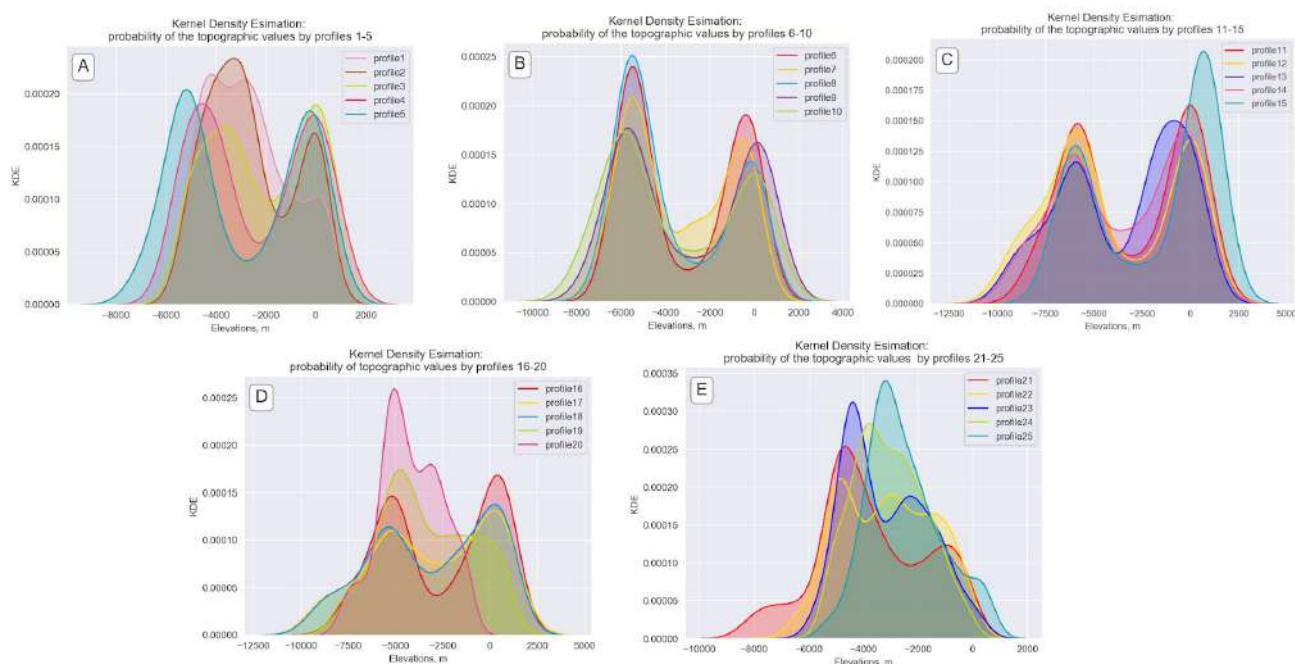 Kernel Density Esimation:
probability of the topographic values by profiles 1-5
A
profile1
profile2
profile3
profile4
profile5
0.00020
0.00015
0.00010
0.00005
0.00000
KDE
−8000 −6000 −4000 −2000 0 2000
Elevations, m
Kernel Density Esimation:
probability of the topographic values by profiles 6-10
B
profile6
profile7
profile8
profile9
profile10
0.00025
0.00020
0.00015
0.00010
0.00005
0.00000
KDE
−10000 −8000 −6000 −4000 −2000 0 2000 4000
Elevations, m
Kernel Density Esimation:
probability of the topographic values by profiles 11-15
C
profile11
profile12
profile13
profile14
profile15
0.00200
0.000175
0.000150
0.000125
0.000100
0.000075
0.000050
0.000025
0.000000
KDE
−12500 −10000 −7500 −5000 −2500 0 2500 5000
Elevations, m
Kernel Density Esimation:
probability of topographic values by profiles 16-20
D
profile16
profile17
profile18
profile19
profile20
0.00025
0.00020
0.00015
0.00010
0.00005
0.00000
KDE
−12500 −10000 −7500 −5000 −2500 0 2500 5000
Elevations, m
Kernel Density Esimation:
probability of the topographic values by profiles 21-25
E
profile21
profile22
profile23
profile24
profile25
0.00035
0.00030
0.00025
0.00020
0.00015
0.00010
0.00005
0.00000
KDE
−10000 −8000 −6000 −4000 −2000 0 2000
Elevations, m